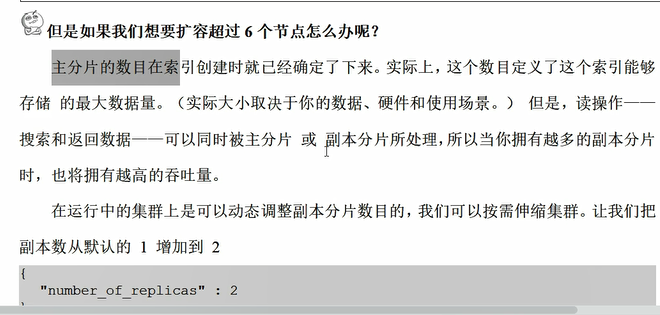 但是如果我们想要扩容超过 6 个节点怎么办呢？
主分片的数目在索引创建时就已经确定了下来。实际上，这个数目定义了这个索引能够
存储 的最大数据量。（实际大小取决于你的数据、硬件和使用场景。） 但是，读操作——
搜索和返回数据——可以同时被主分片 或 副本分片所处理，所以当你拥有越多的副本分片
时，也将拥有越高的吞吐量。
在运行中的集群上是可以动态调整副本分片数目的，我们可以按需伸缩集群。让我们把
副本数从默认的 1 增加到 2
{
"number_of_replicas" : 2